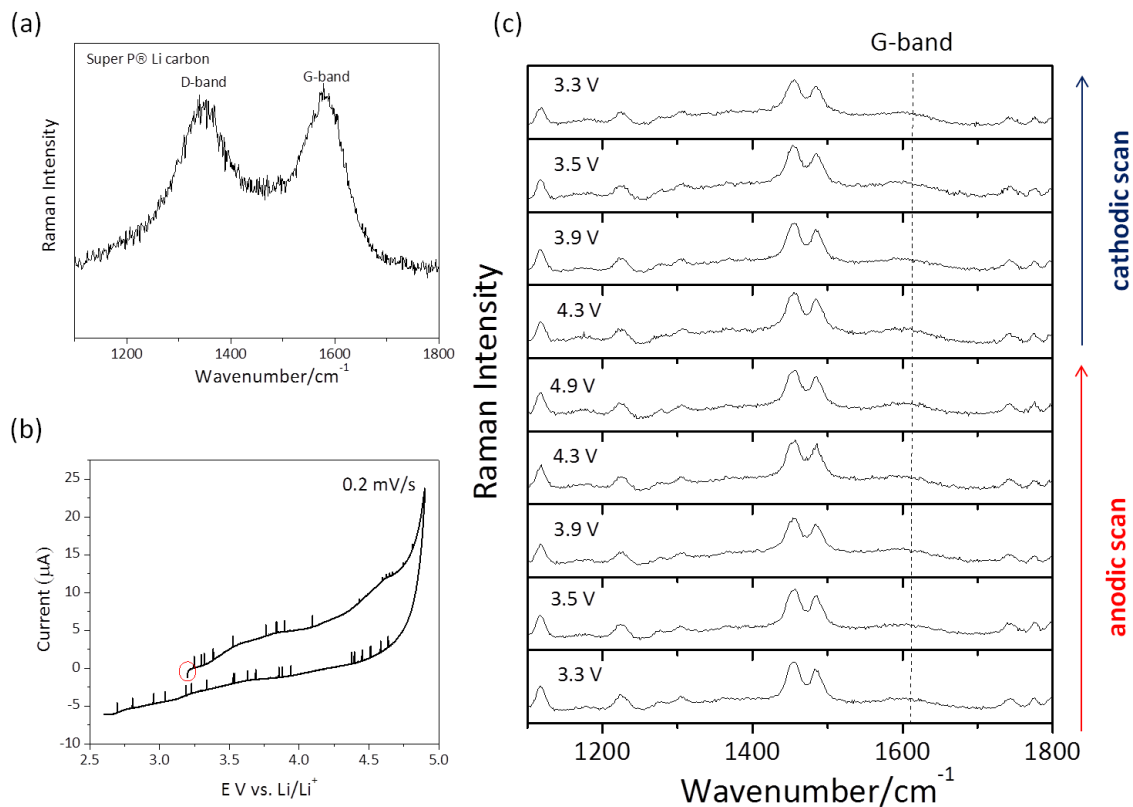 (a)
Super P® Li carbon
D-band
G-band
Raman Intensity
1200
1400
1600
1800
Wavenumber/cm⁻¹
(b)
0.2 mV/s
25
20
15
10
5
0
-5
-10
Current (μA)
2.5
3.0
3.5
4.0
4.5
5.0
E V vs. Li/Li⁺
(c)
G-band
3.3 V
3.5 V
3.9 V
4.3 V
4.9 V
4.3 V
3.9 V
3.5 V
3.3 V
Raman Intensity
1200
1400
1600
1800
Wavenumber/cm⁻¹
cathodic scan
anodic scan